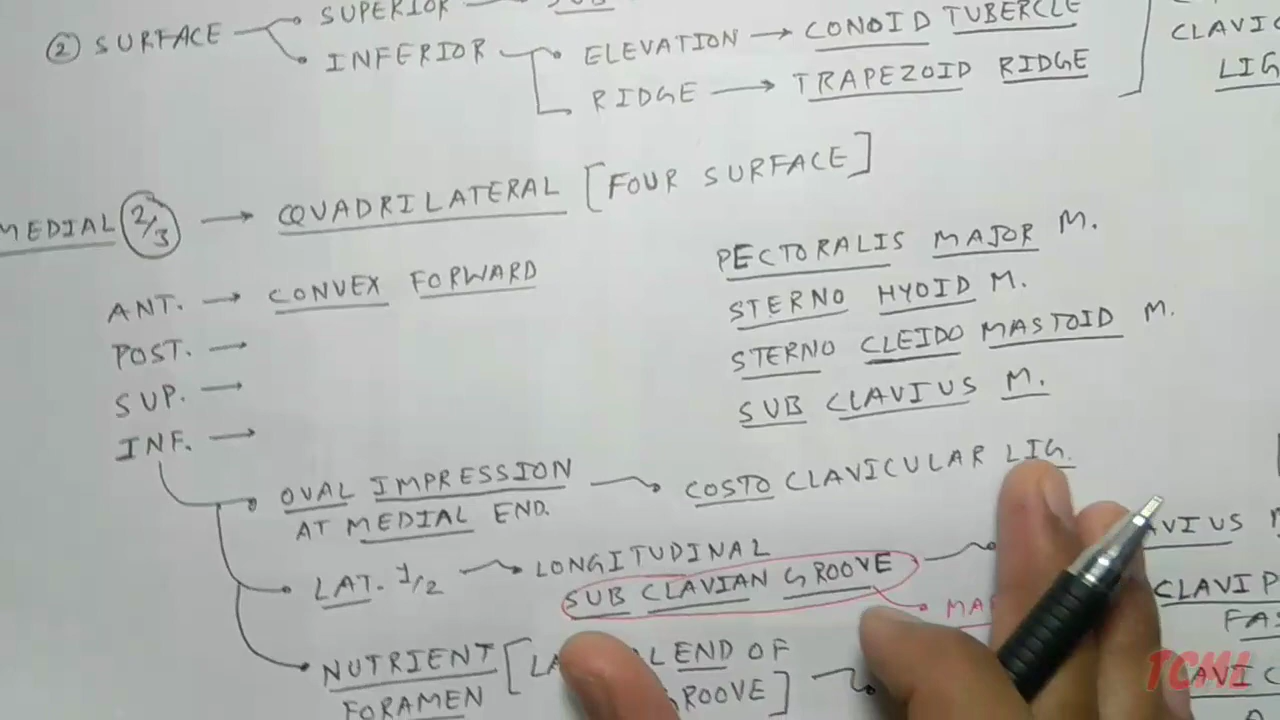 ② SURFACE
SUPERIOR
INFERIOR
ELEVATION → CONOID TUBERCLE
RIDGE → TRAPEZOID RIDGE
LIG
MEDIAL 2/3 → QUADRILATERAL [FOUR SURFACE]
ANT. → CONVEX FORWARD
POST. →
SUP. →
INF. →
PECTORALIS MAJOR M.
STERNO HYOID M.
STERNO CLEIDO MASTOID M.
SUB CLAVIUS M.
OVAL IMPRESSION
AT MEDIAL END.
COSTO CLAVICULAR LIG.
LAT. 1/2
LONGITUDINAL
SUB CLAVIAN GROOVE
NUTRIENT
FORAMEN
END OF
GROOVE]
TCML